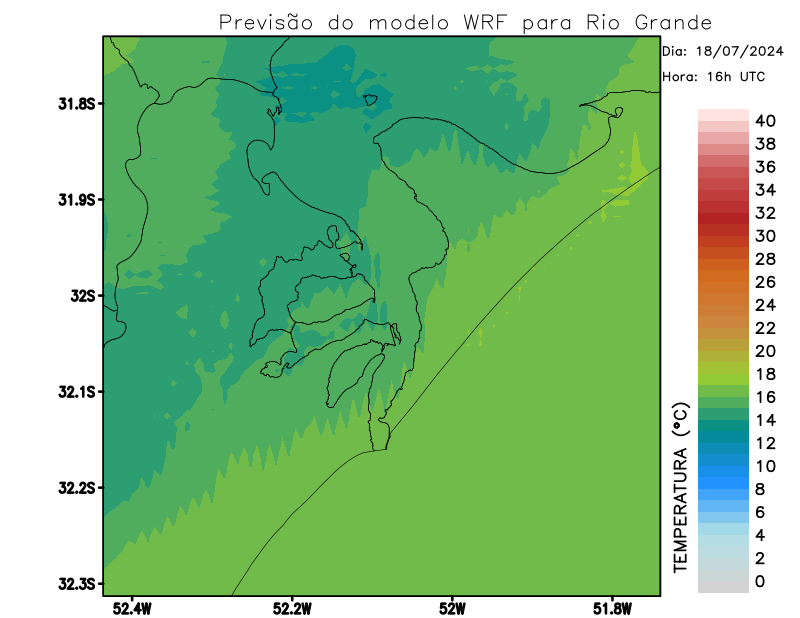 Previsão do modelo WRF para Rio Grande
Dia: 18/07/2024
Hora: 16h UTC
31.8S
31.9S
32S
32.1S
32.2S
32.3S
52.4W
52.2W
52W
51.8W
TEMPERATURA (°C)
40
38
36
34
32
30
28
26
24
22
20
18
16
14
12
10
8
6
4
2
0